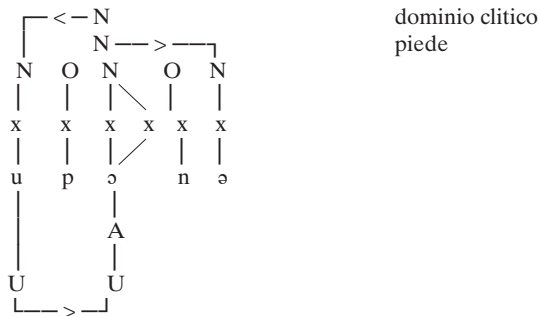 < N dominio clitico
N > piede
N O N O N
x x x x x x
u p ɔ n ə
A
U U
>